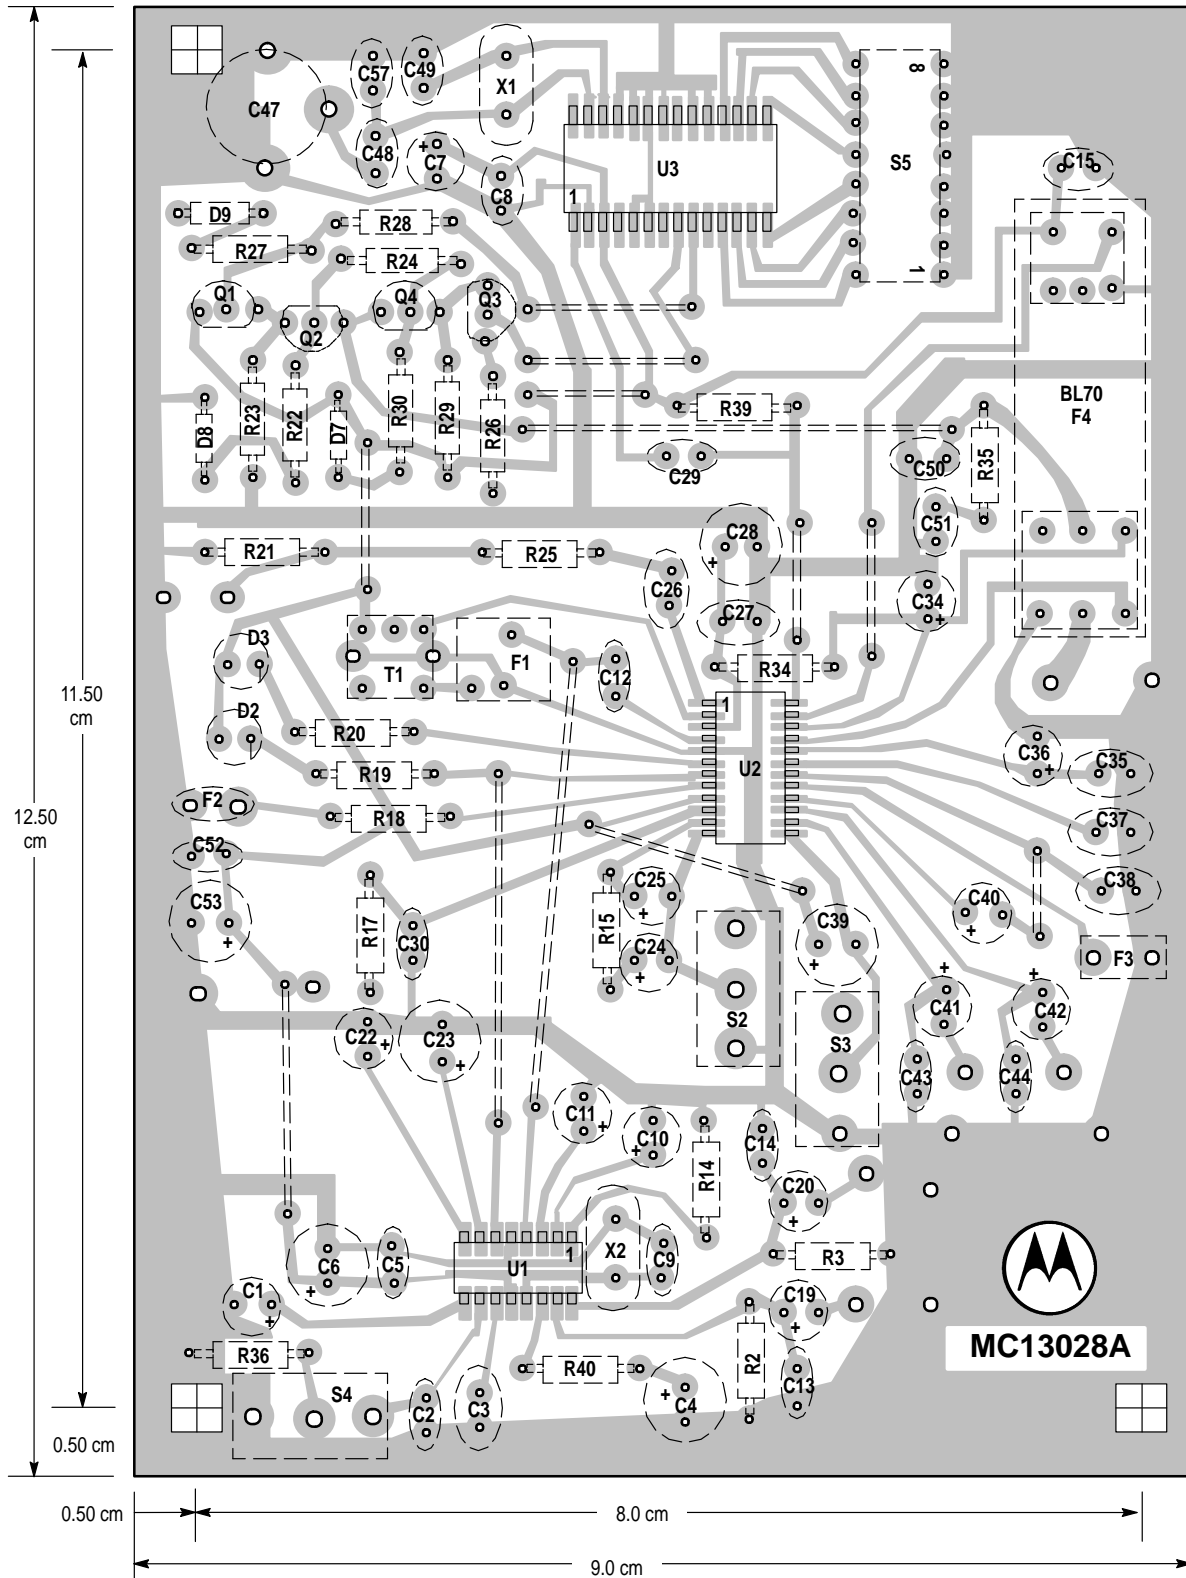 C57
C49
X1
8
C47
C48
+
C7
C8
U3
1
S5
1
C15
D9
R28
R27
R24
Q1
Q2
Q4
Q3
BL70
F4
R39
D8
R23
R22
D7
R30
R29
R26
C29
C50
R35
C51
C28
+
R21
R25
C26
C27
C34
+
D3
T1
F1
C12
R34
11.50
cm
D2
1
R20
U2
C36
+
C35
R19
12.50
cm
F2
R18
C37
C52
C25
+
C38
C53
+
R17
C30
R15
C24
+
C39
+
C40
+
F3
S2
S3
+
C41
+
C42
C22
+
C23
+
C43
C44
C11
+
C10
+
R14
C14
C20
+
X2
C9
R3
1
U1
C6
+
C5
C1
+
C19
+
R36
R40
R2
MC13028A
S4
C2
C3
+
C4
C13
0.50 cm
0.50 cm
8.0 cm
9.0 cm